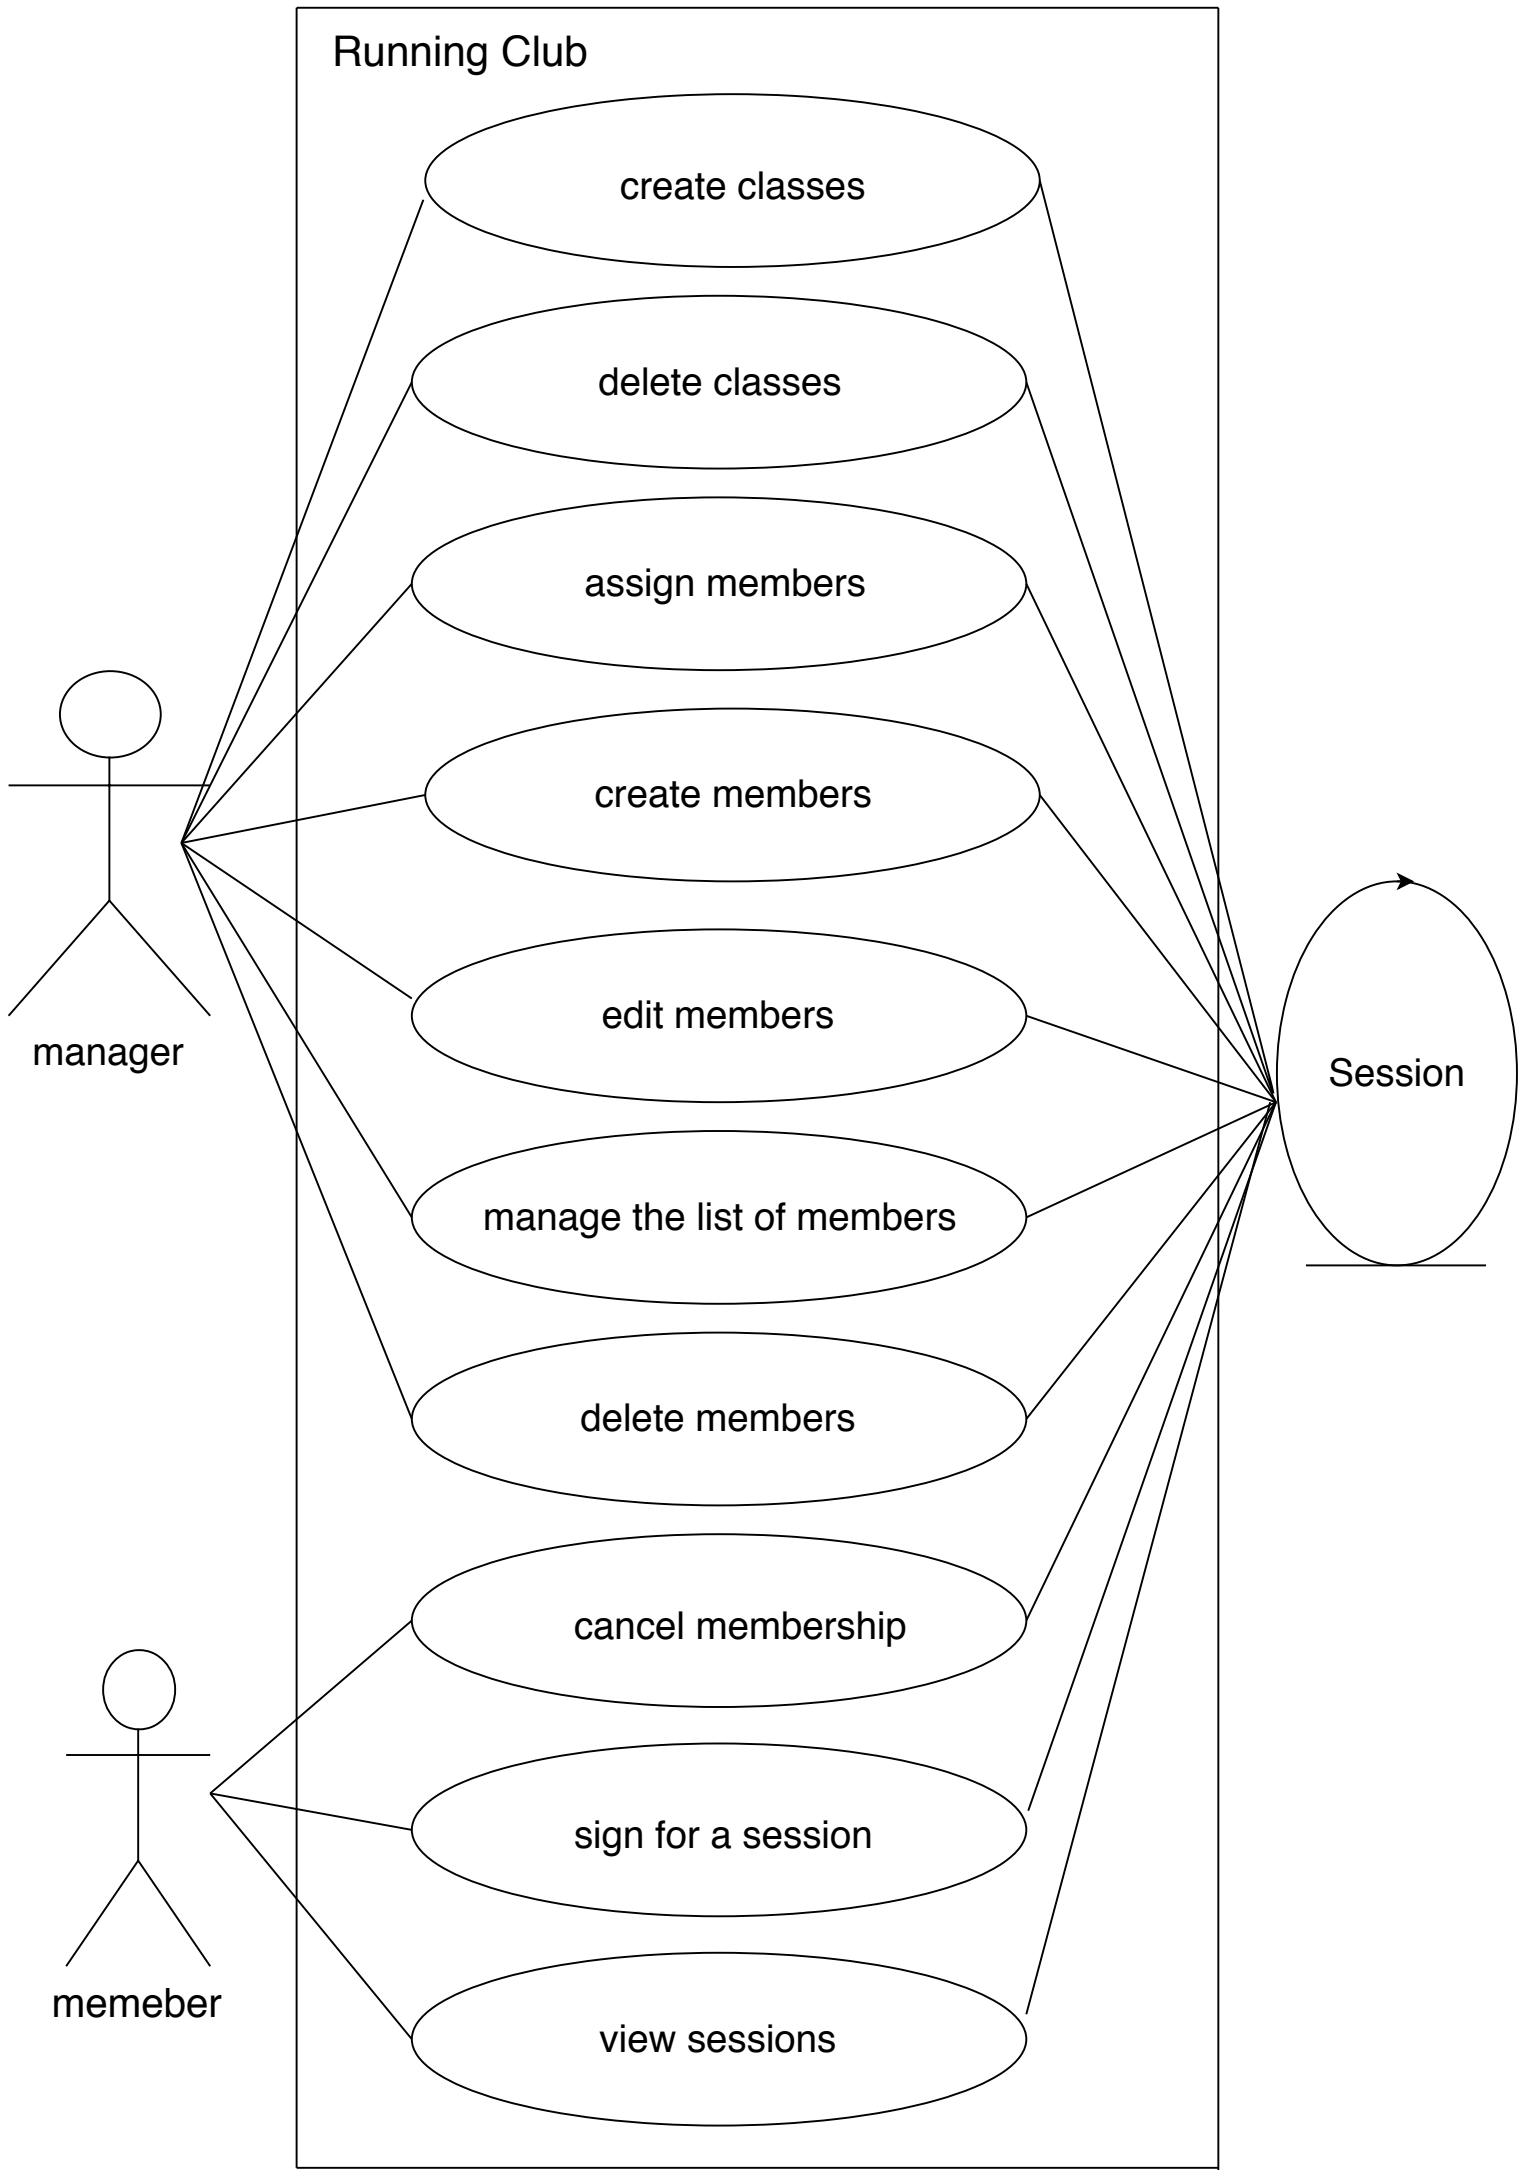 Running Club
create classes
delete classes
assign members
create members
edit members
manager
Session
manage the list of members
delete members
cancel membership
sign for a session
memeber
view sessions